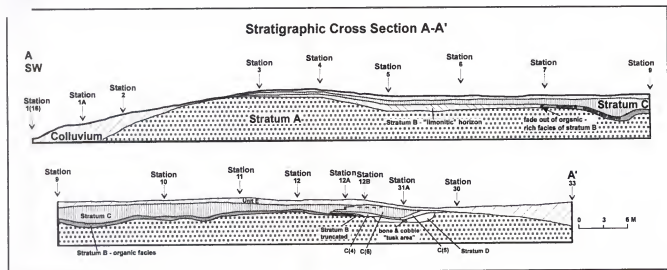 Stratigraphic Cross Section A-A'
A
SW
Station
1(16)
Station
1A
Station
2
Station
3
Station
4
Station
5
Station
6
Station
7
Station
9
Colluvium
Stratum A
Stratum B - "limonitic" horizon
fade out of organic -
rich facies of stratum B
Stratum C
Station
9
Station
10
Station
11
Station
12
Station
12A
Station
12B
Station
31A
Station
30
A'
33
Unit E
Stratum C
Stratum B - organic facies
Stratum B
truncated
C(4)
C(6)
bone & cobble
"tusk area"
C(5)
Stratum D
0 3 6 M